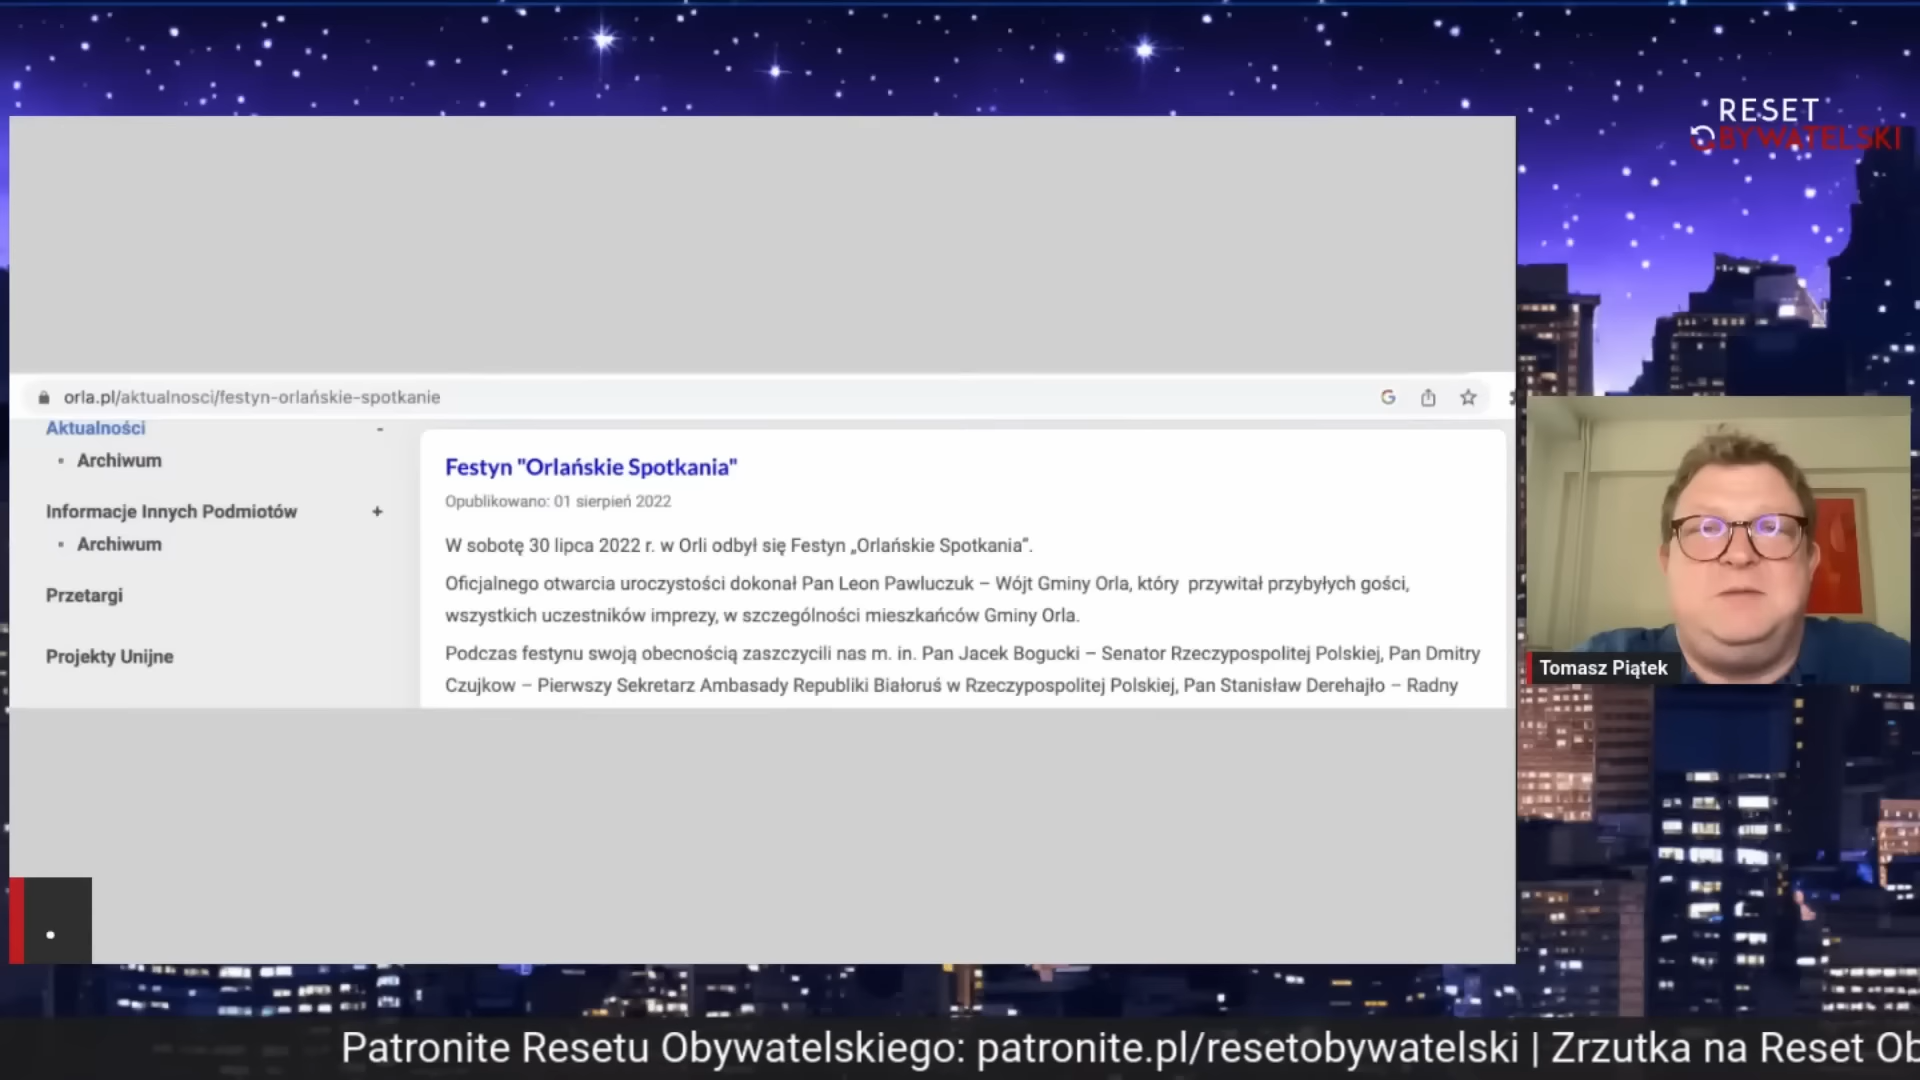 RESET
OBYWATELSKI
orla.pl/aktualnosci/festyn-orlańskie-spotkanie
Aktualności -
Archiwum
Informacje Innych Podmiotów +
Archiwum
Przetargi
Projekty Unijne
Festyn "Orlańskie Spotkania"
Opublikowano: 01 sierpień 2022
W sobotę 30 lipca 2022 r. w Orli odbył się Festyn „Orlańskie Spotkania”.
Oficjalnego otwarcia uroczystości dokonał Pan Leon Pawluczuk – Wójt Gminy Orla, który przywitał przybyłych gości,
wszystkich uczestników imprezy, w szczególności mieszkańców Gminy Orla.
Podczas festynu swoją obecnością zaszczycili nas m. in. Pan Jacek Bogucki – Senator Rzeczypospolitej Polskiej, Pan Dmitry
Czujkow – Pierwszy Sekretarz Ambasady Republiki Białoruś w Rzeczypospolitej Polskiej, Pan Stanisław Derehajło – Radny
Tomasz Piątek
.
Patronite Resetu Obywatelskiego: patronite.pl/resetobywatelski | Zrzutka na Reset Ob